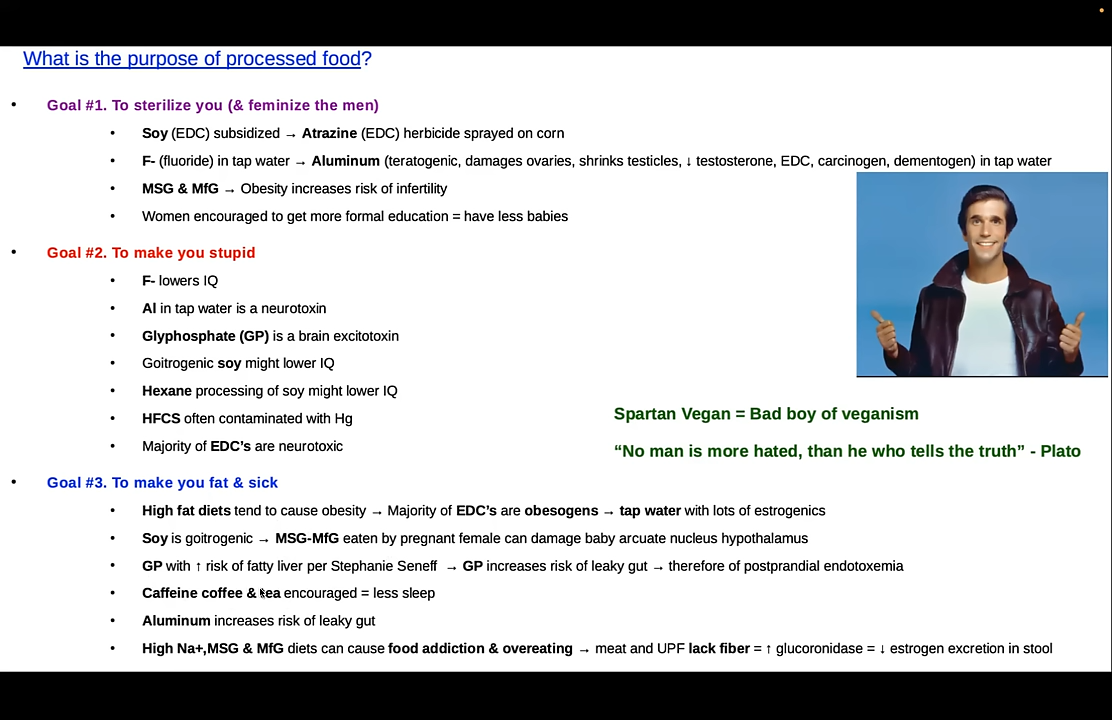 What is the purpose of processed food?
Goal #1. To sterilize you (& feminize the men)
Soy (EDC) subsidized → Atrazine (EDC) herbicide sprayed on corn
F- (fluoride) in tap water → Aluminum (teratogenic, damages ovaries, shrinks testicles, ↓ testosterone, EDC, carcinogen, dementogen) in tap water
MSG & MfG → Obesity increases risk of infertility
Women encouraged to get more formal education = have less babies
Goal #2. To make you stupid
F- lowers IQ
Al in tap water is a neurotoxin
Glyphosphate (GP) is a brain excitotoxin
Goitrogenic soy might lower IQ
Hexane processing of soy might lower IQ
HFCS often contaminated with Hg
Majority of EDC's are neurotoxic
Spartan Vegan = Bad boy of veganism
“No man is more hated, than he who tells the truth” - Plato
Goal #3. To make you fat & sick
High fat diets tend to cause obesity → Majority of EDC's are obesogens → tap water with lots of estrogenics
Soy is goitrogenic → MSG-MfG eaten by pregnant female can damage baby arcuate nucleus hypothalamus
GP with ↑ risk of fatty liver per Stephanie Seneff → GP increases risk of leaky gut → therefore of postprandial endotoxemia
Caffeine coffee & tea encouraged = less sleep
Aluminum increases risk of leaky gut
High Na+,MSG & MfG diets can cause food addiction & overeating → meat and UPF lack fiber = ↑ glucoronidase = ↓ estrogen excretion in stool